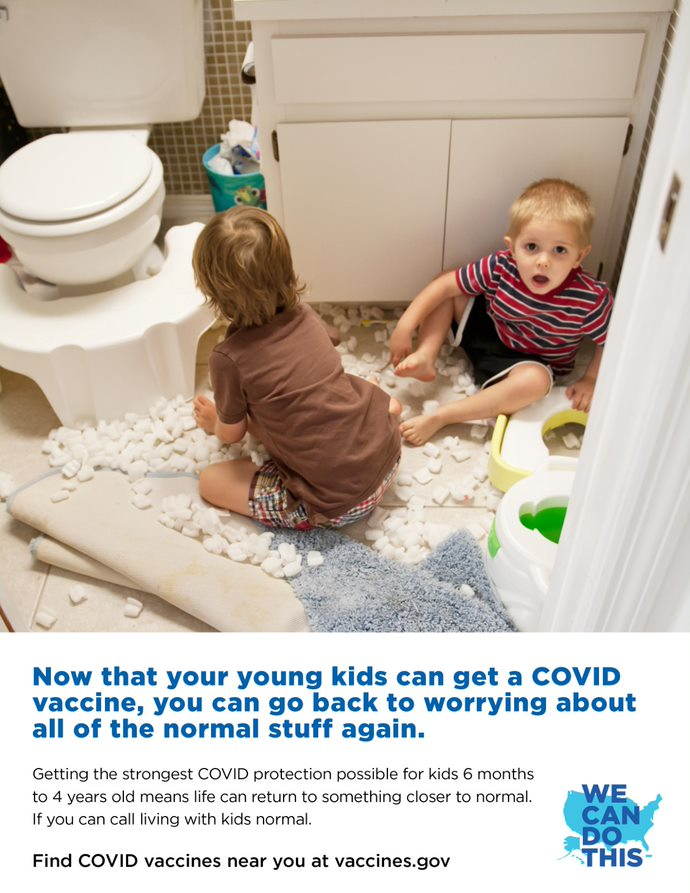 Now that your young kids can get a COVID
vaccine, you can go back to worrying about
all of the normal stuff again.
Getting the strongest COVID protection possible for kids 6 months
to 4 years old means life can return to something closer to normal.
If you can call living with kids normal.
Find COVID vaccines near you at vaccines.gov
WE
CAN
DO
THIS